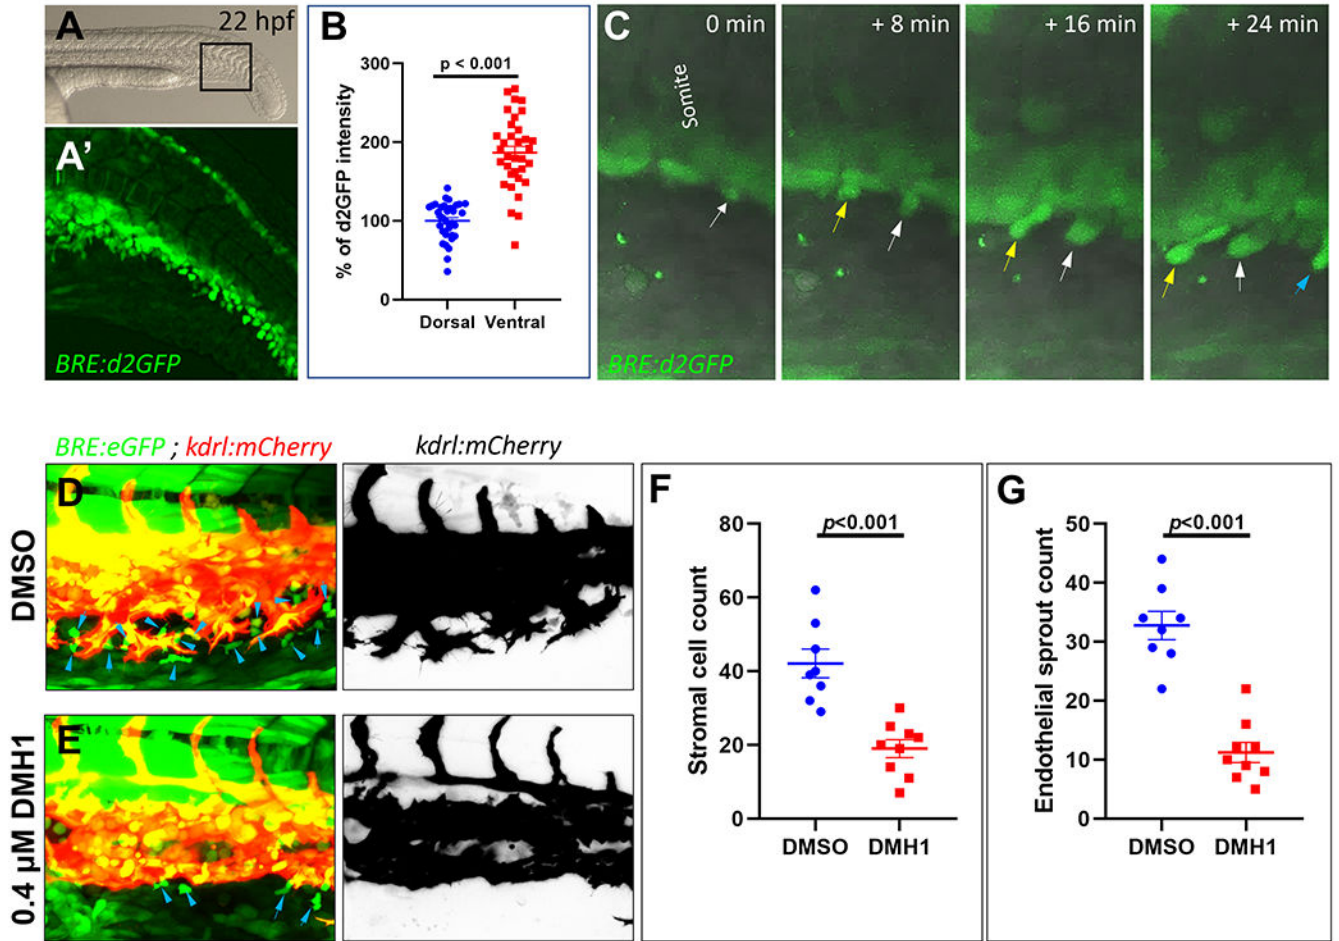 A
22 hpf
A'
BRE:d2GFP
B
p < 0.001
300
200
100
0
% of d2GFP intensity
Dorsal Ventral
C
0 min
+ 8 min
+ 16 min
+ 24 min
Somite
BRE:d2GFP
BRE:eGFP ; kdrl:mCherry
kdrl:mCherry
DMSO
D
0.4 µM DMH1
E
F
p<0.001
80
60
40
20
0
Stromal cell count
DMSO DMH1
G
p<0.001
50
40
30
20
10
0
Endothelial sprout count
DMSO DMH1